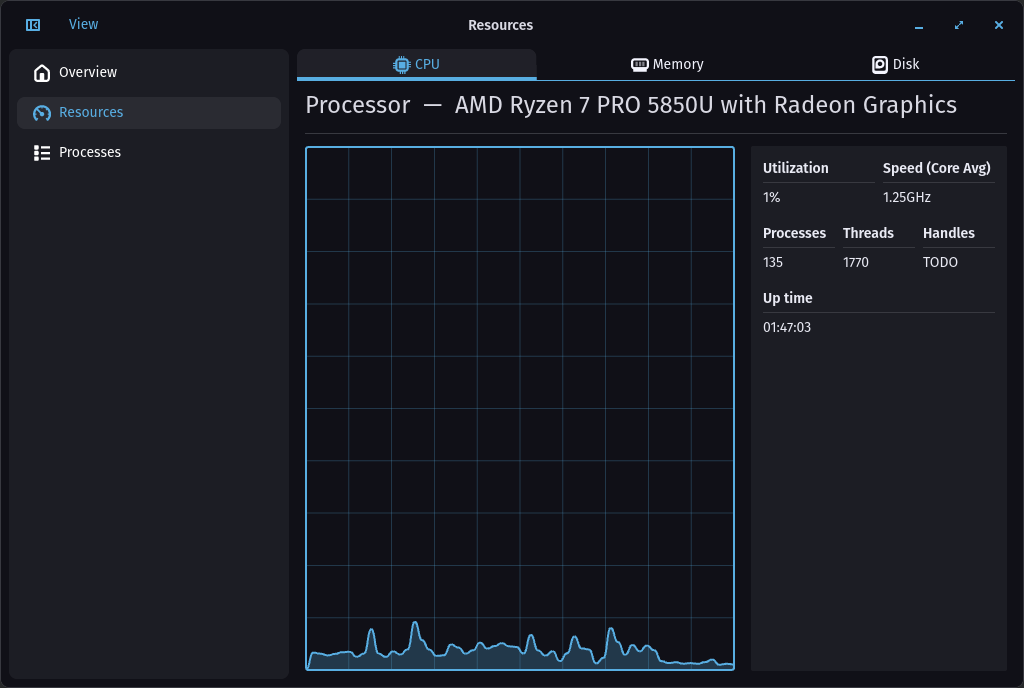 View
Resources
Overview
Resources
Processes
CPU
Memory
Disk
Processor — AMD Ryzen 7 PRO 5850U with Radeon Graphics
Utilization
Speed (Core Avg)
1%
1.25GHz
Processes
Threads
Handles
135
1770
TODO
Up time
01:47:03